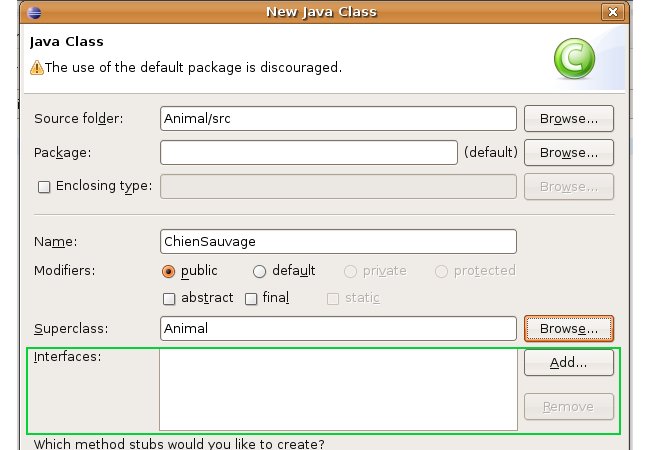 New Java Class
Java Class
The use of the default package is discouraged.
Source folder: Animal/src Browse...
Package: (default) Browse...
Enclosing type: Browse...
Name: ChienSauvage
Modifiers: public default private protected
abstract final static
Superclass: Animal Browse...
Interfaces: Add...
Remove
Which method stubs would you like to create?